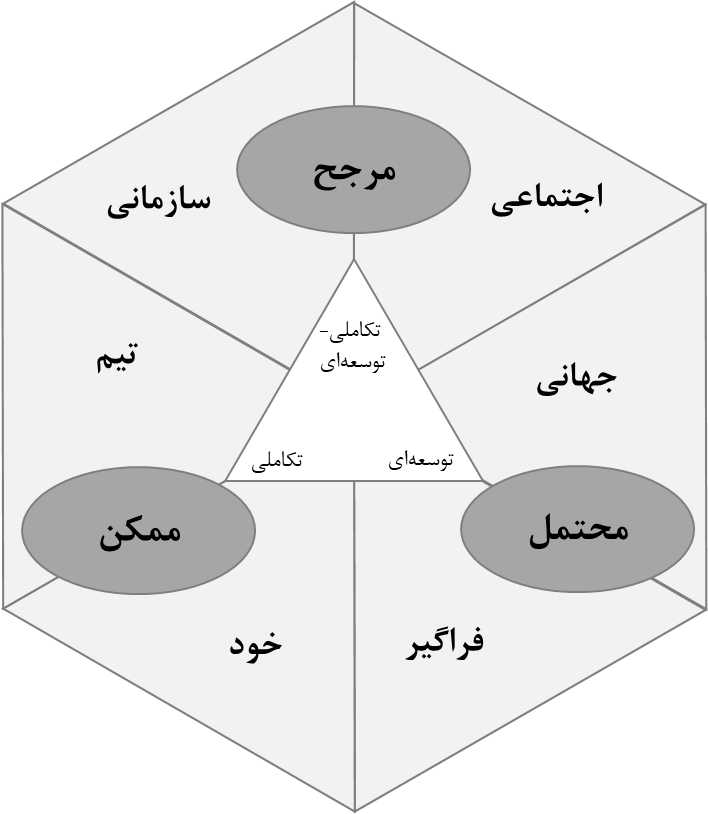 مرجح
اجتماعی
سازمانی
تکاملی-
توسعه‌ای
تیم
جهانی
توسعه‌ای
تکاملی
محتمل
ممکن
فراگیر
خود